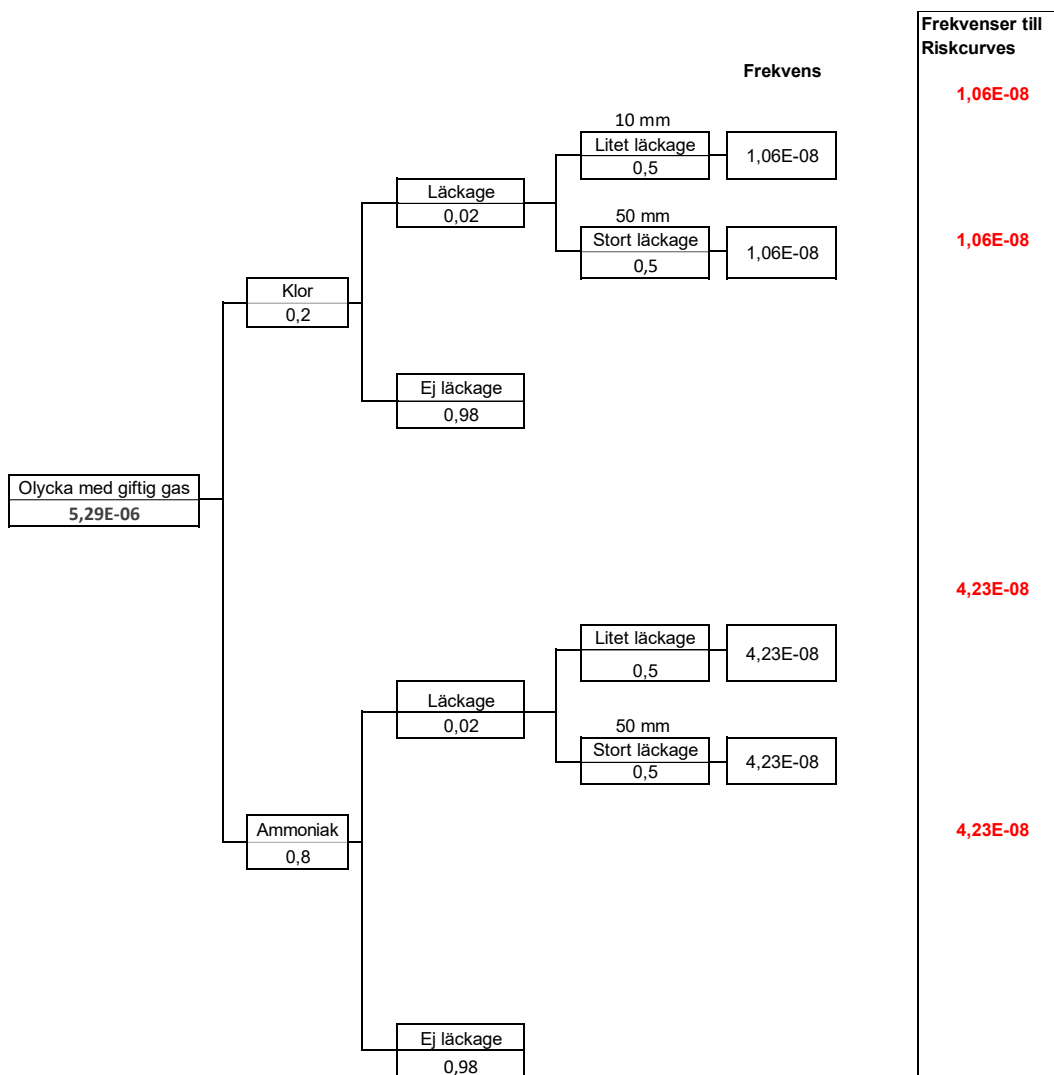 Frekvenser till
Riskcurves
Frekvens
1,06E-08
10 mm
Litet läckage
0,5
1,06E-08
Läckage
0,02
50 mm
Stort läckage
0,5
1,06E-08
1,06E-08
Klor
0,2
Ej läckage
0,98
Olycka med giftig gas
5,29E-06
4,23E-08
Litet läckage
0,5
4,23E-08
Läckage
0,02
50 mm
Stort läckage
0,5
4,23E-08
Ammoniak
0,8
4,23E-08
Ej läckage
0,98